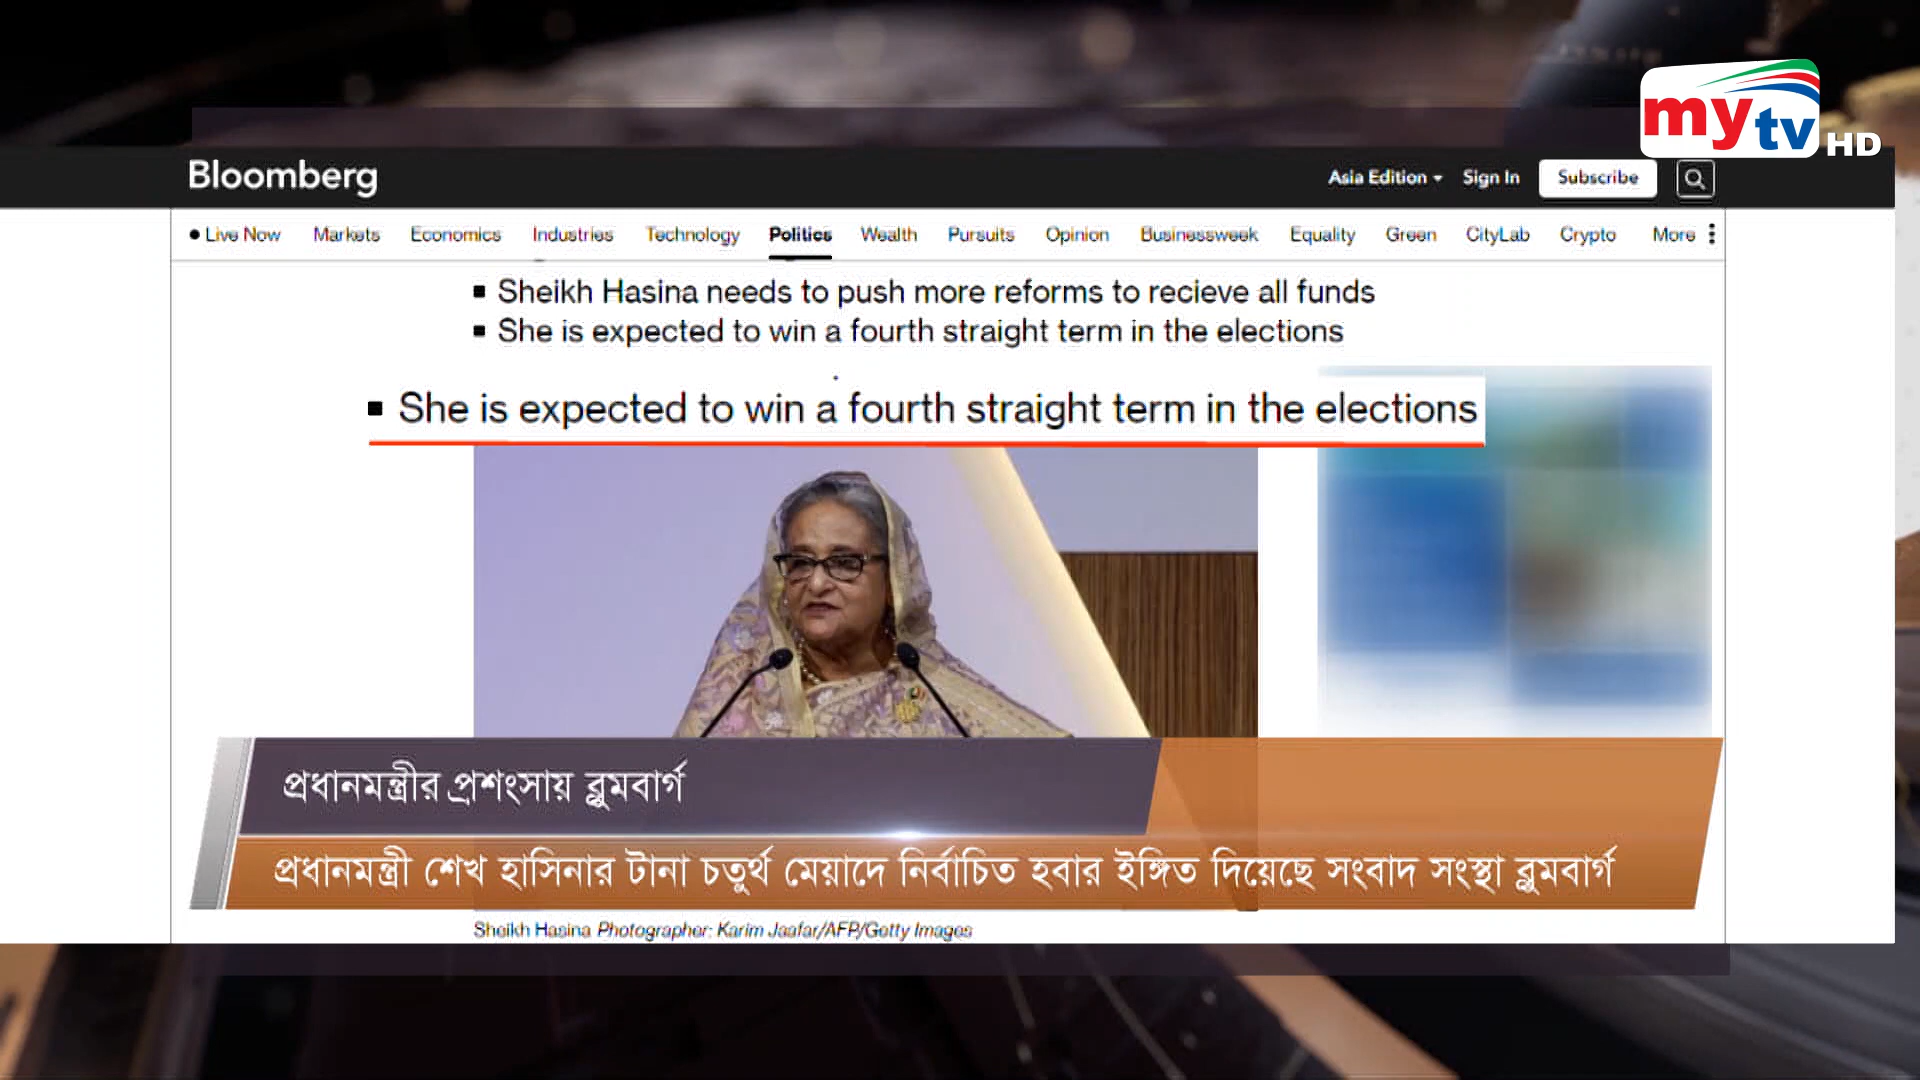 mytv HD
Bloomberg
Asia Edition Sign In Subscribe
Live Now Markets Economics Industries Technology Politics Wealth Pursuits Opinion Businessweek Equality Green CityLab Crypto More
■ Sheikh Hasina needs to push more reforms to recieve all funds
■ She is expected to win a fourth straight term in the elections
■ She is expected to win a fourth straight term in the elections
প্রধানমন্ত্রীর প্রশংসায় ব্লুমবার্গ
প্রধানমন্ত্রী শেখ হাসিনার টানা চতুর্থ মেয়াদে নির্বাচিত হবার ইঙ্গিত দিয়েছে সংবাদ সংস্থা ব্লুমবার্গ
Sheikh Hasina Photographer: Karim Jaafar/AFP/Getty Images